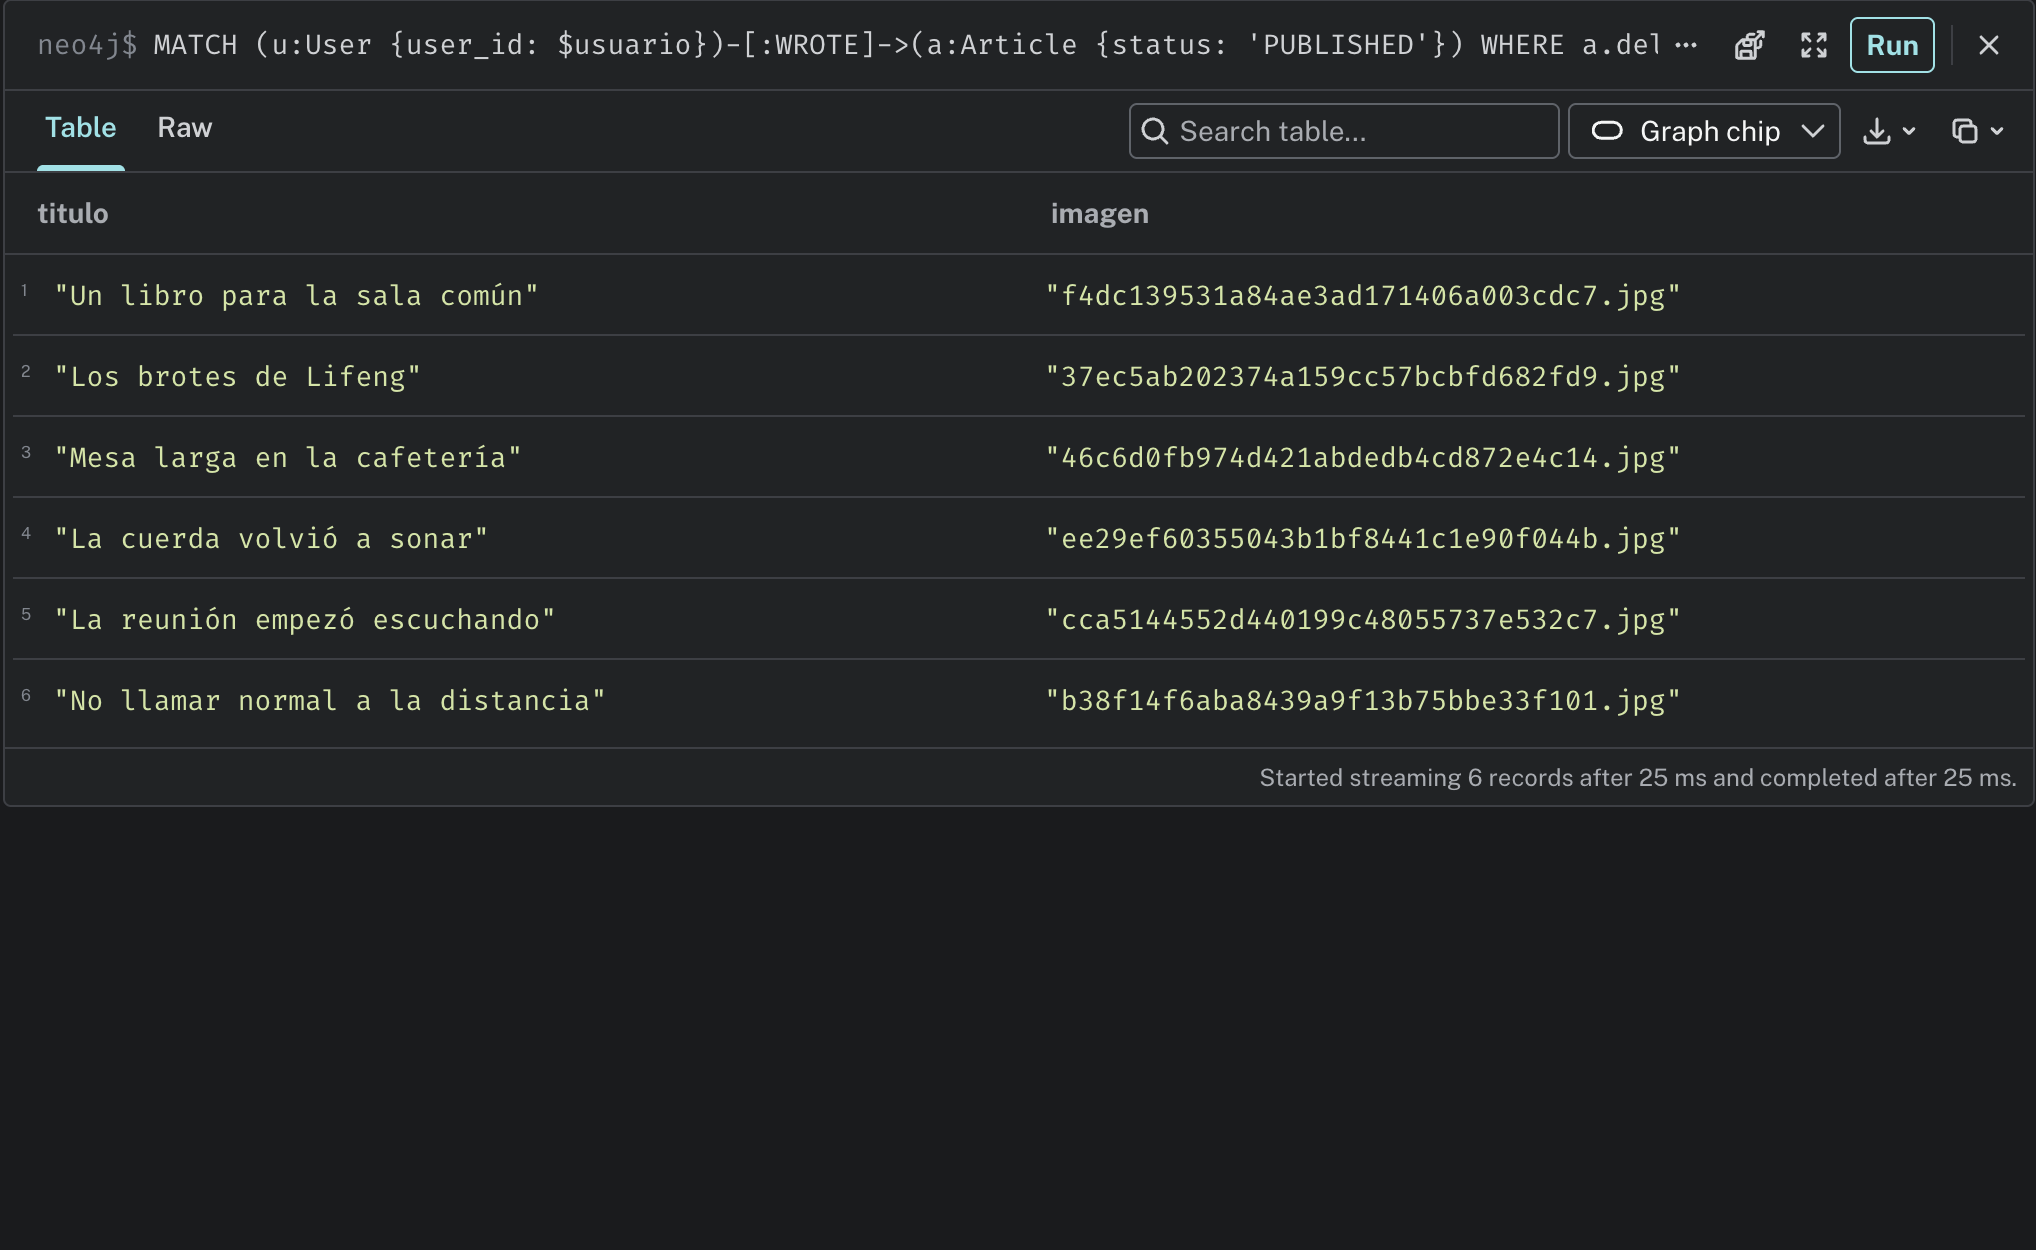 neo4j$ MATCH (u:User {user_id: $usuario})-[:WROTE]->(a:Article {status: 'PUBLISHED'}) WHERE a.del ···
Run
Table Raw
Search table...
Graph chip
titulo imagen
1 "Un libro para la sala común" "f4dc139531a84ae3ad171406a003cdc7.jpg"
2 "Los brotes de Lifeng" "37ec5ab202374a159cc57bcbfd682fd9.jpg"
3 "Mesa larga en la cafetería" "46c6d0fb974d421abdedb4cd872e4c14.jpg"
4 "La cuerda volvió a sonar" "ee29ef60355043b1bf8441c1e90f044b.jpg"
5 "La reunión empezó escuchando" "cca5144552d440199c48055737e532c7.jpg"
6 "No llamar normal a la distancia" "b38f14f6aba8439a9f13b75bbe33f101.jpg"
Started streaming 6 records after 25 ms and completed after 25 ms.